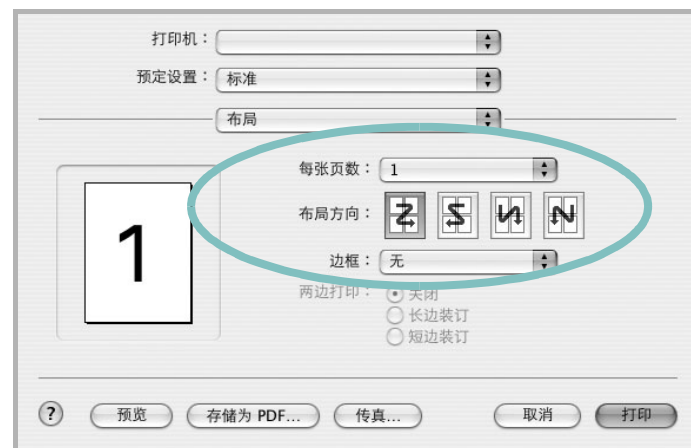 打印机：
预定设置： 标准
布局
每张页数： 1
布局方向：
1
边框： 无
两边打印： 关闭
长边装订
短边装订
? 预览 存储为 PDF... 传真... 取消 打印